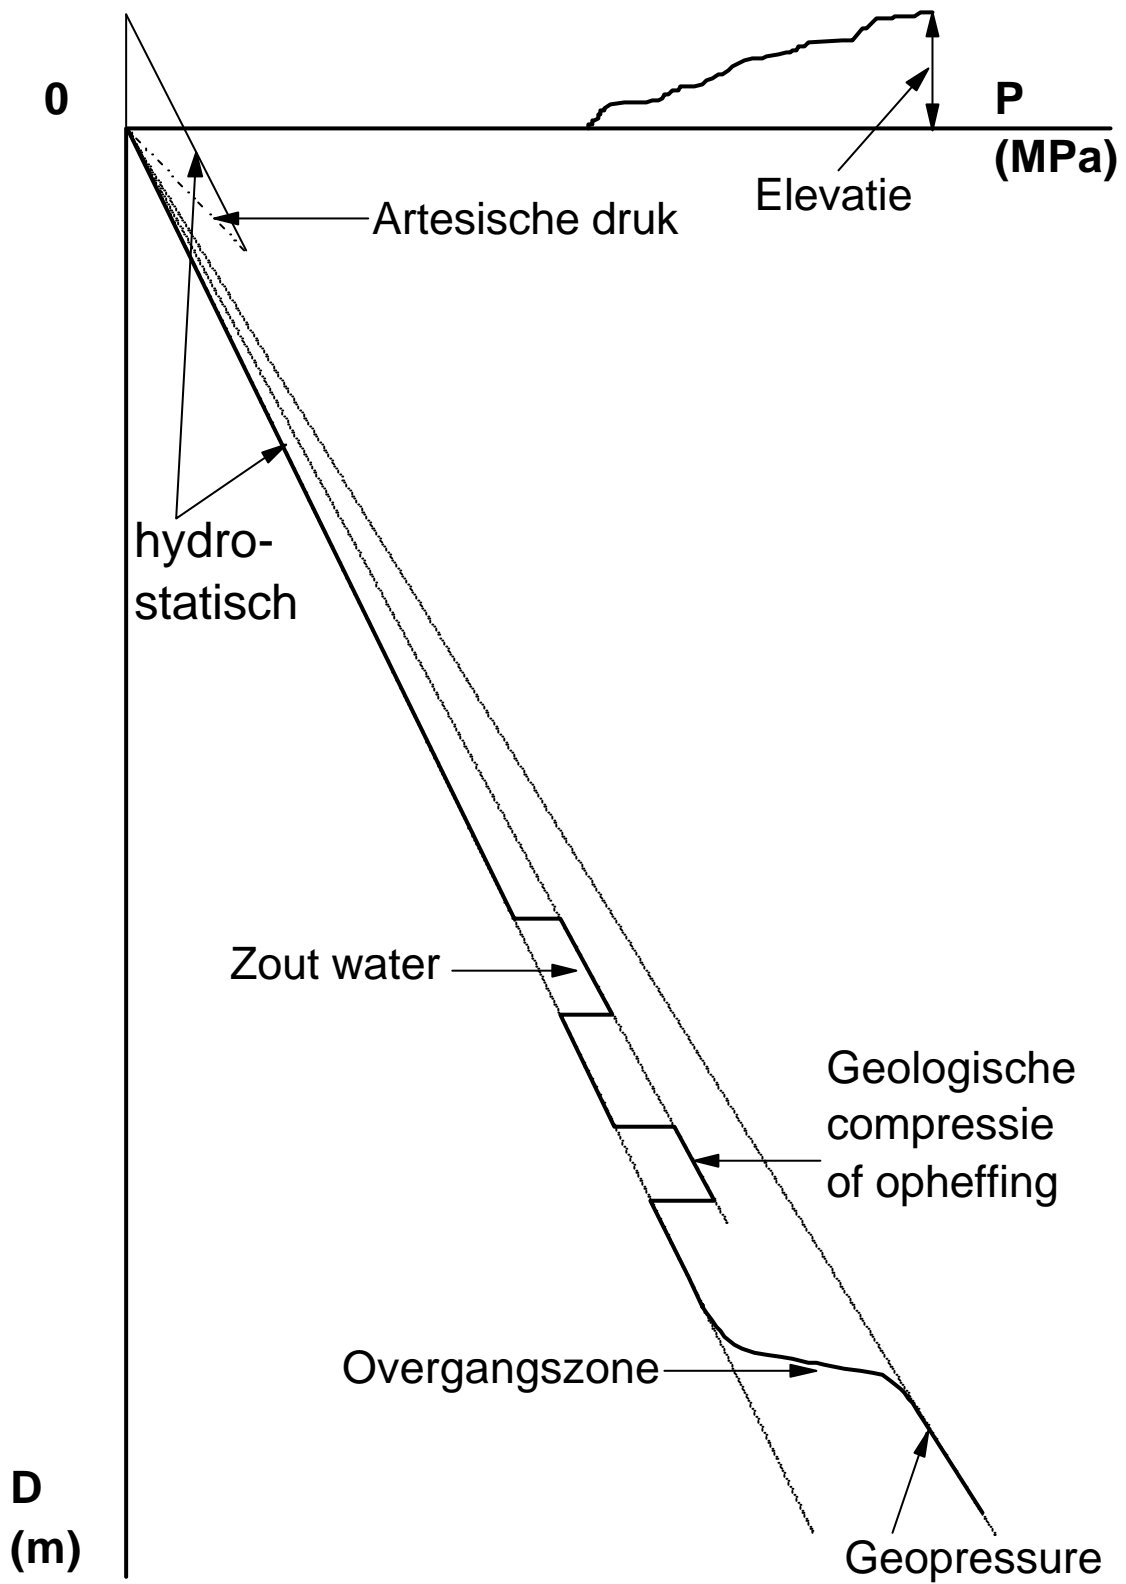 0
P
(MPa)
Elevatie
Artesische druk
hydro-
statisch
Zout water
Geologische
compressie
of opheffing
Overgangszone
D
(m)
Geopressure